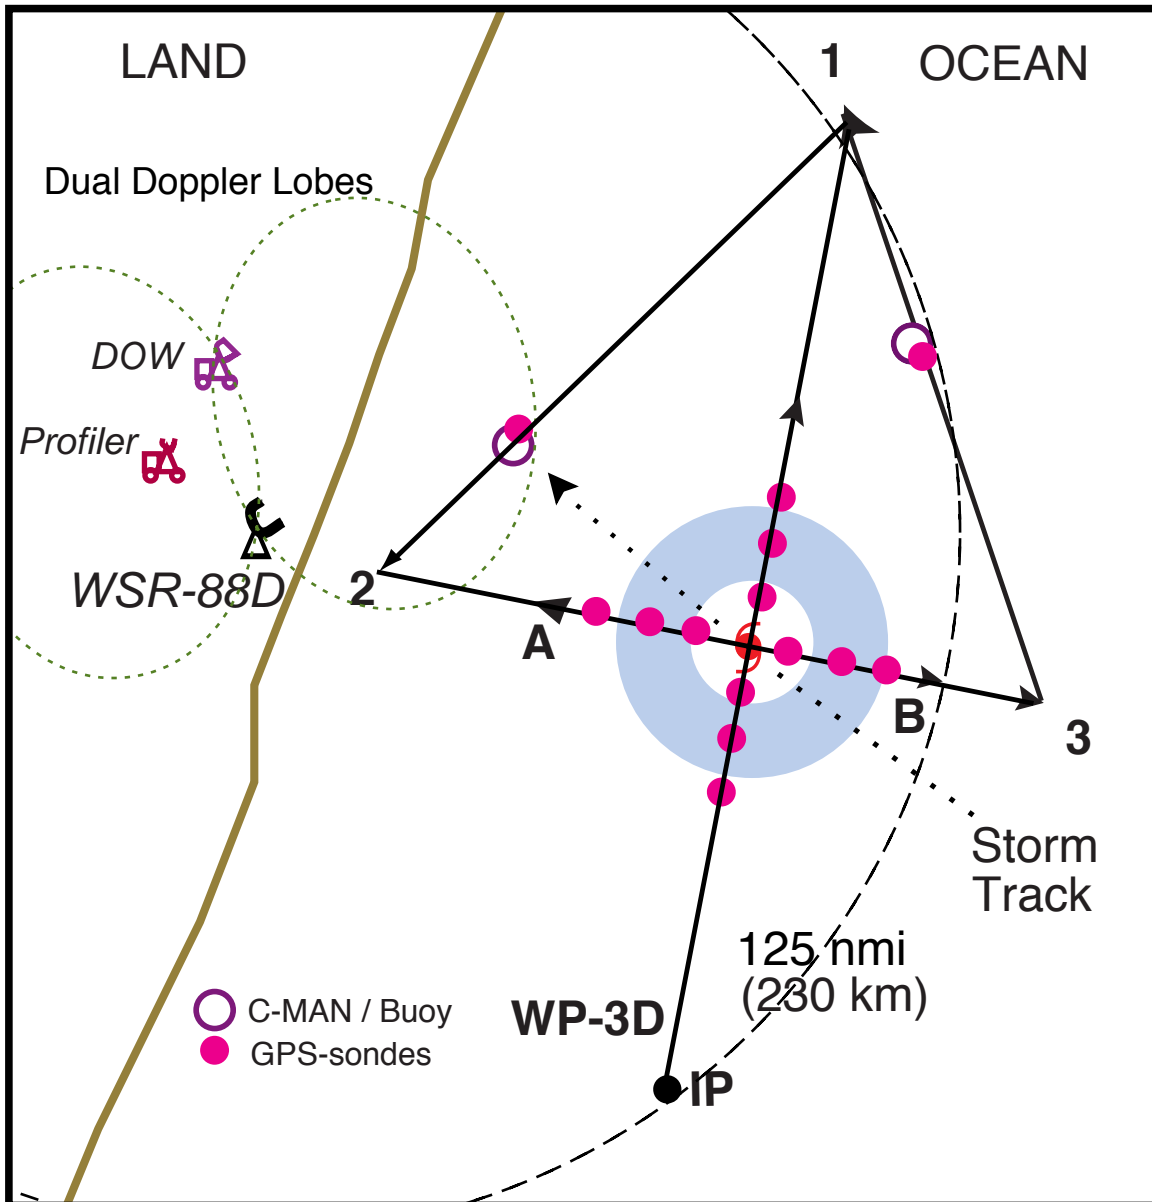 LAND
1
OCEAN
Dual Doppler Lobes
DOW
Profiler
WSR-88D
2
A
B
3
Storm
Track
125 nmi
(230 km)
C-MAN / Buoy
WP-3D
GPS-sondes
IP